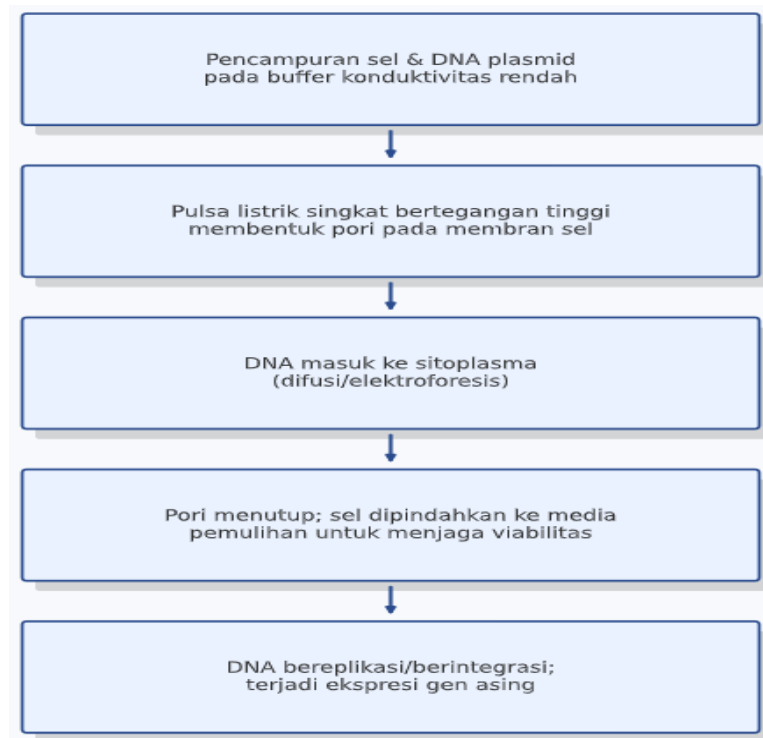 Pencampuran sel & DNA plasmid
pada buffer konduktivitas rendah
Pulsa listrik singkat bertegangan tinggi
membentuk pori pada membran sel
DNA masuk ke sitoplasma
(difusi/elektroforesis)
Pori menutup; sel dipindahkan ke media
pemulihan untuk menjaga viabilitas
DNA bereplikasi/berintegrasi;
terjadi ekspresi gen asing